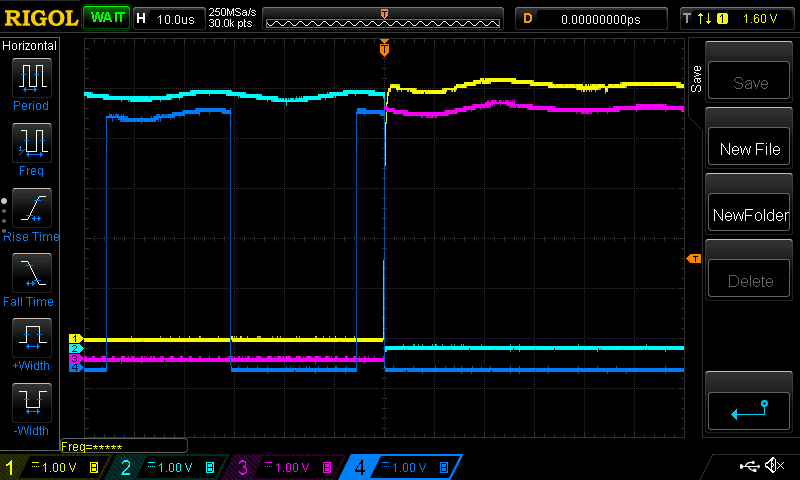 RIGOL WAIT H 10.0us 250MSa/s D 0.00000000ps T 1 1.60 V
30.0k pts
T
Horizontal
Period
Freq
Rise Time
Fall Time
+Width
-Width
1
2
3
4
T
Save
Save
New File
NewFolder
Delete
Freq=*****
1 1.00 V B 2 1.00 V B 3 1.00 V B 4 1.00 V B